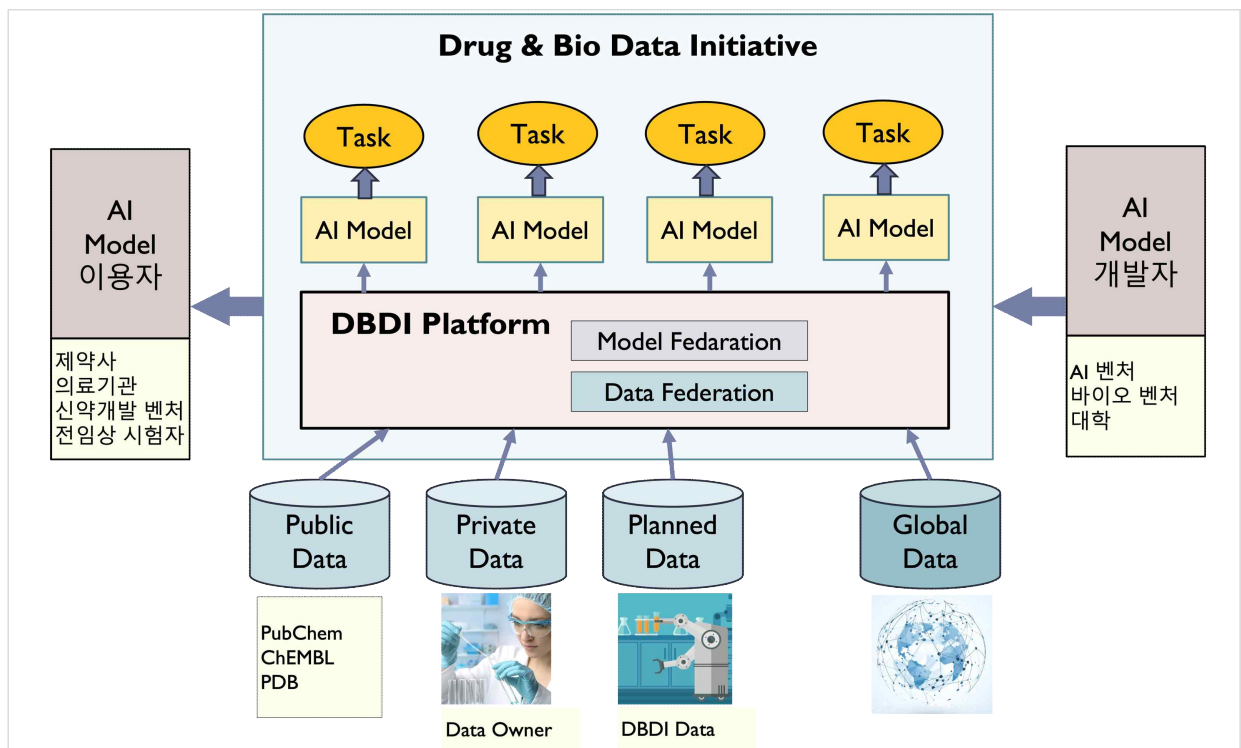 Drug & Bio Data Initiative
Task
Task
Task
Task
AI Model
AI Model
AI Model
AI Model
AI
Model
이용자
제약사
의료기관
신약개발 벤처
전임상 시험자
DBDI Platform
Model Fedaration
Data Federation
AI
Model
개발자
AI 벤처
바이오 벤처
대학
Public
Data
Private
Data
Planned
Data
Global
Data
PubChem
ChEMBL
PDB
Data Owner
DBDI Data